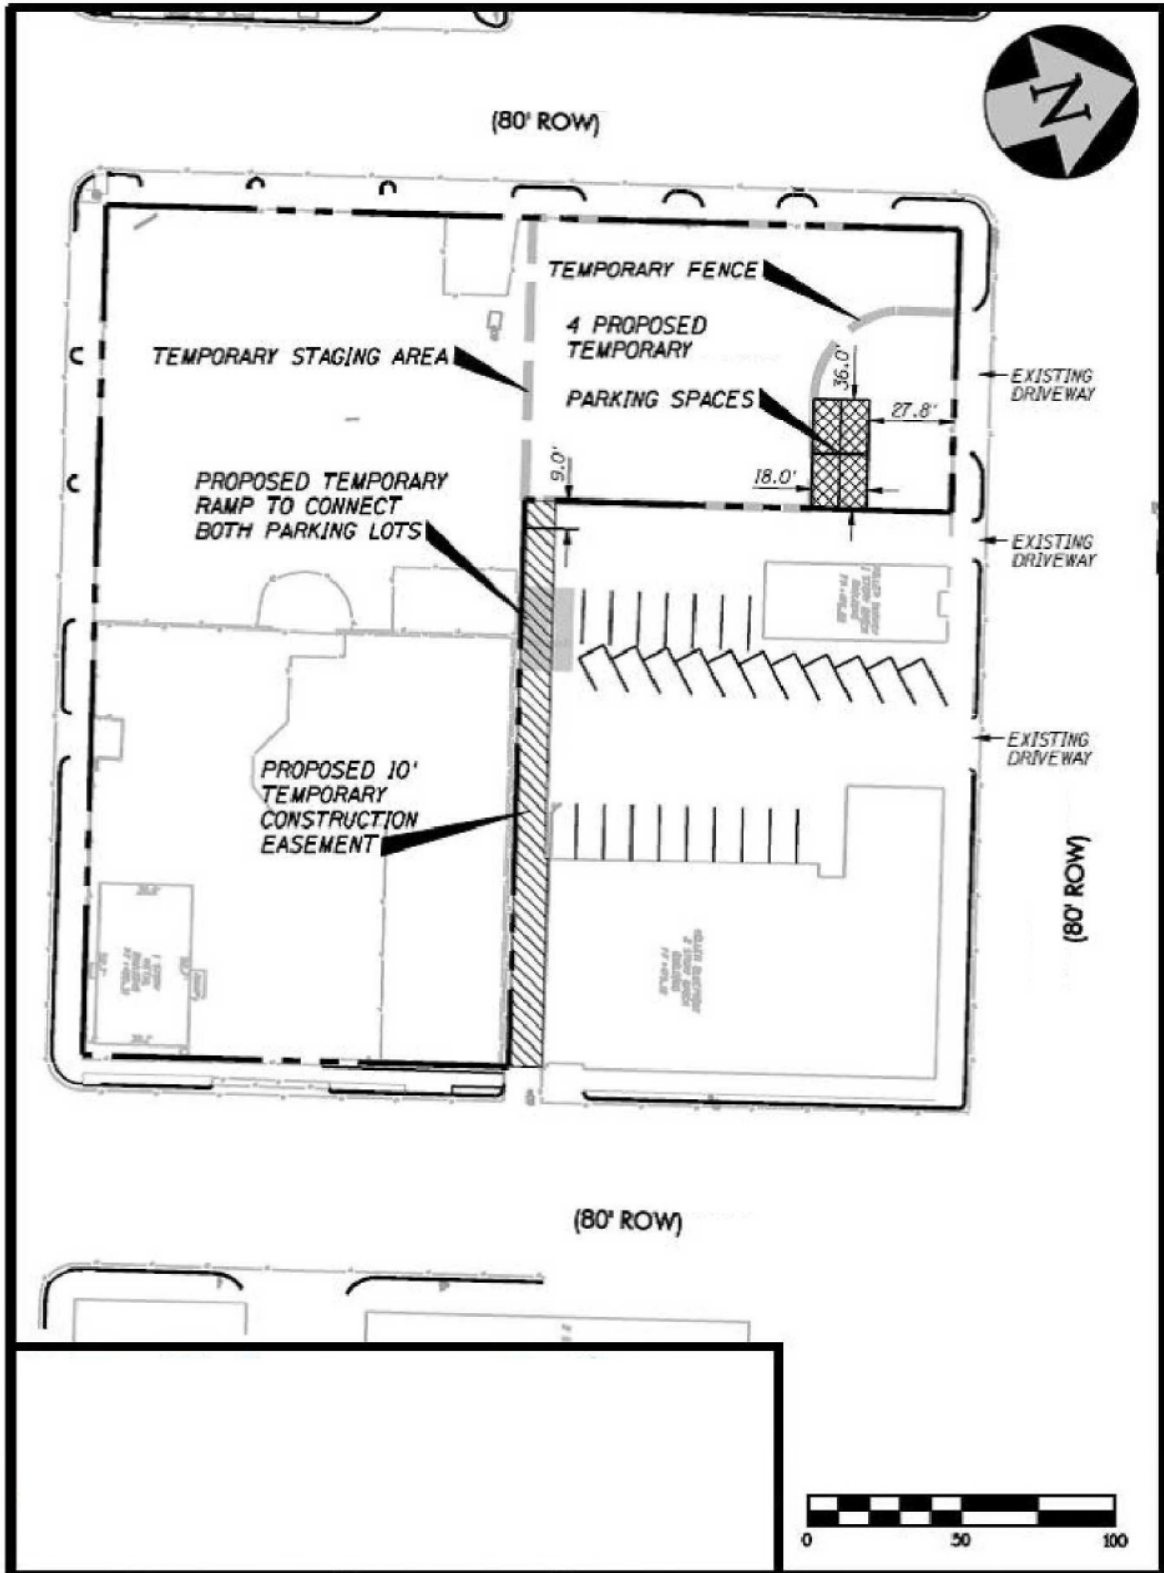 (80' ROW)
N
TEMPORARY FENCE
4 PROPOSED
TEMPORARY
PARKING SPACES
TEMPORARY STAGING AREA
36.0'
27.8'
18.0'
9.0'
EXISTING
DRIVEWAY
PROPOSED TEMPORARY
RAMP TO CONNECT
BOTH PARKING LOTS
EXISTING
DRIVEWAY
EXISTING
DRIVEWAY
PROPOSED 10'
TEMPORARY
CONSTRUCTION
EASEMENT
(80' ROW)
(80' ROW)
0 50 100